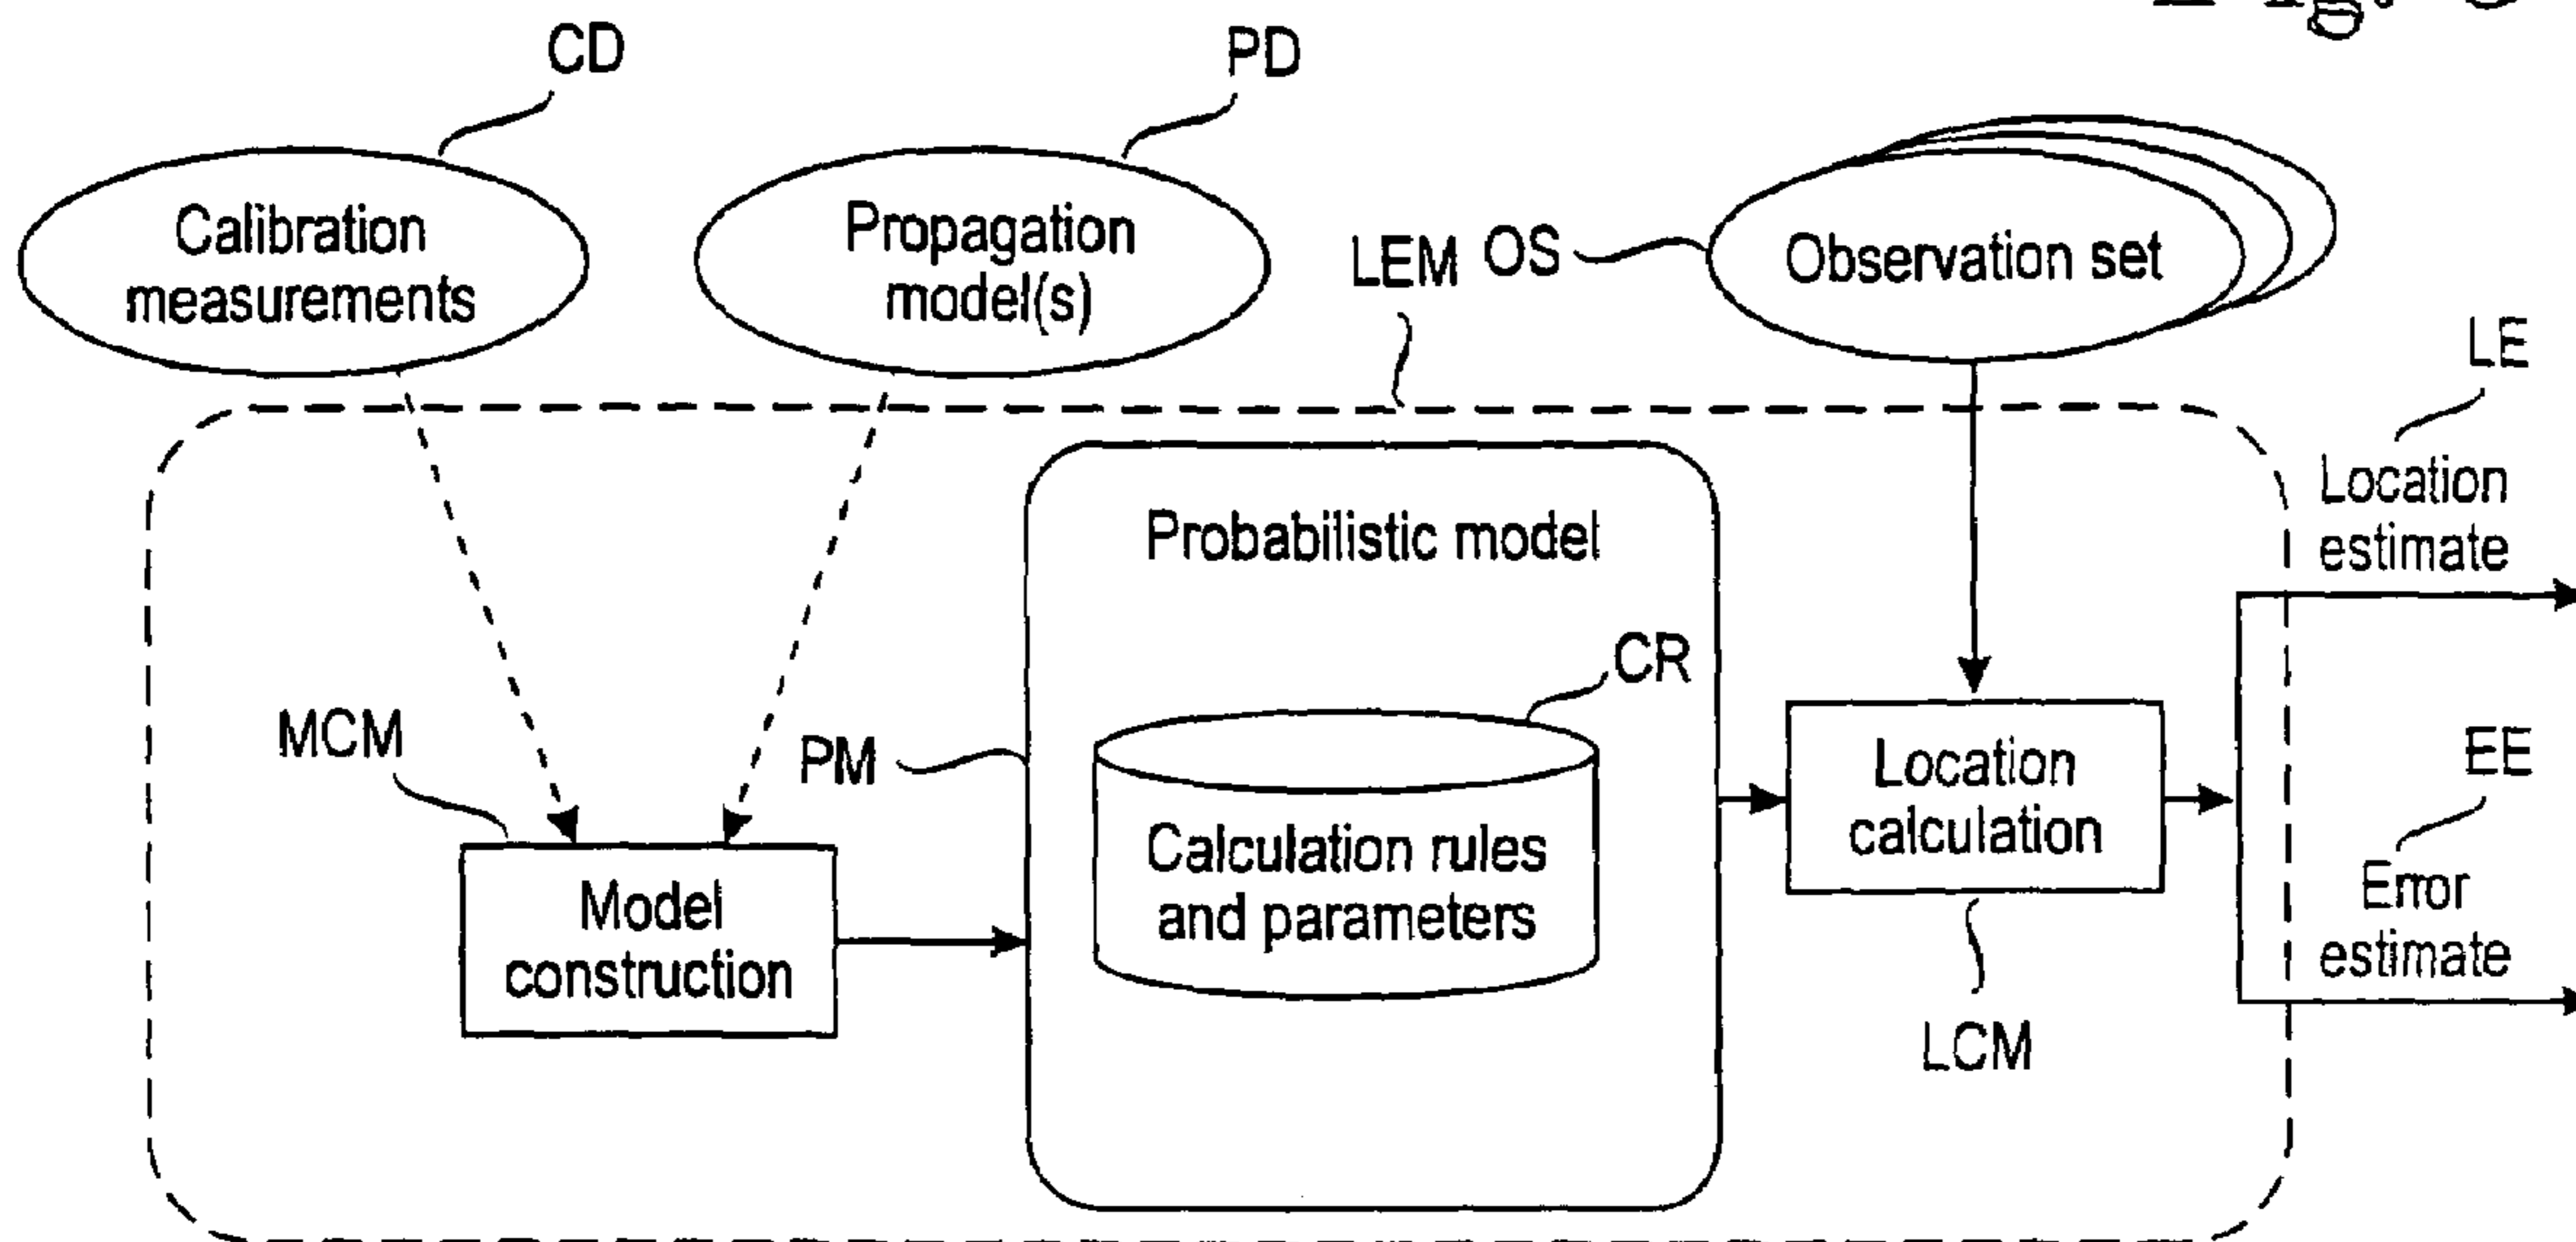 CD
PD
Calibration
measurements
Propagation
model(s)
LEM
OS
Observation set
LE
Location
estimate
Probabilistic model
CR
MCM
PM
Calculation rules
and parameters
Location
calculation
EE
Error
estimate
Model
construction
LCM